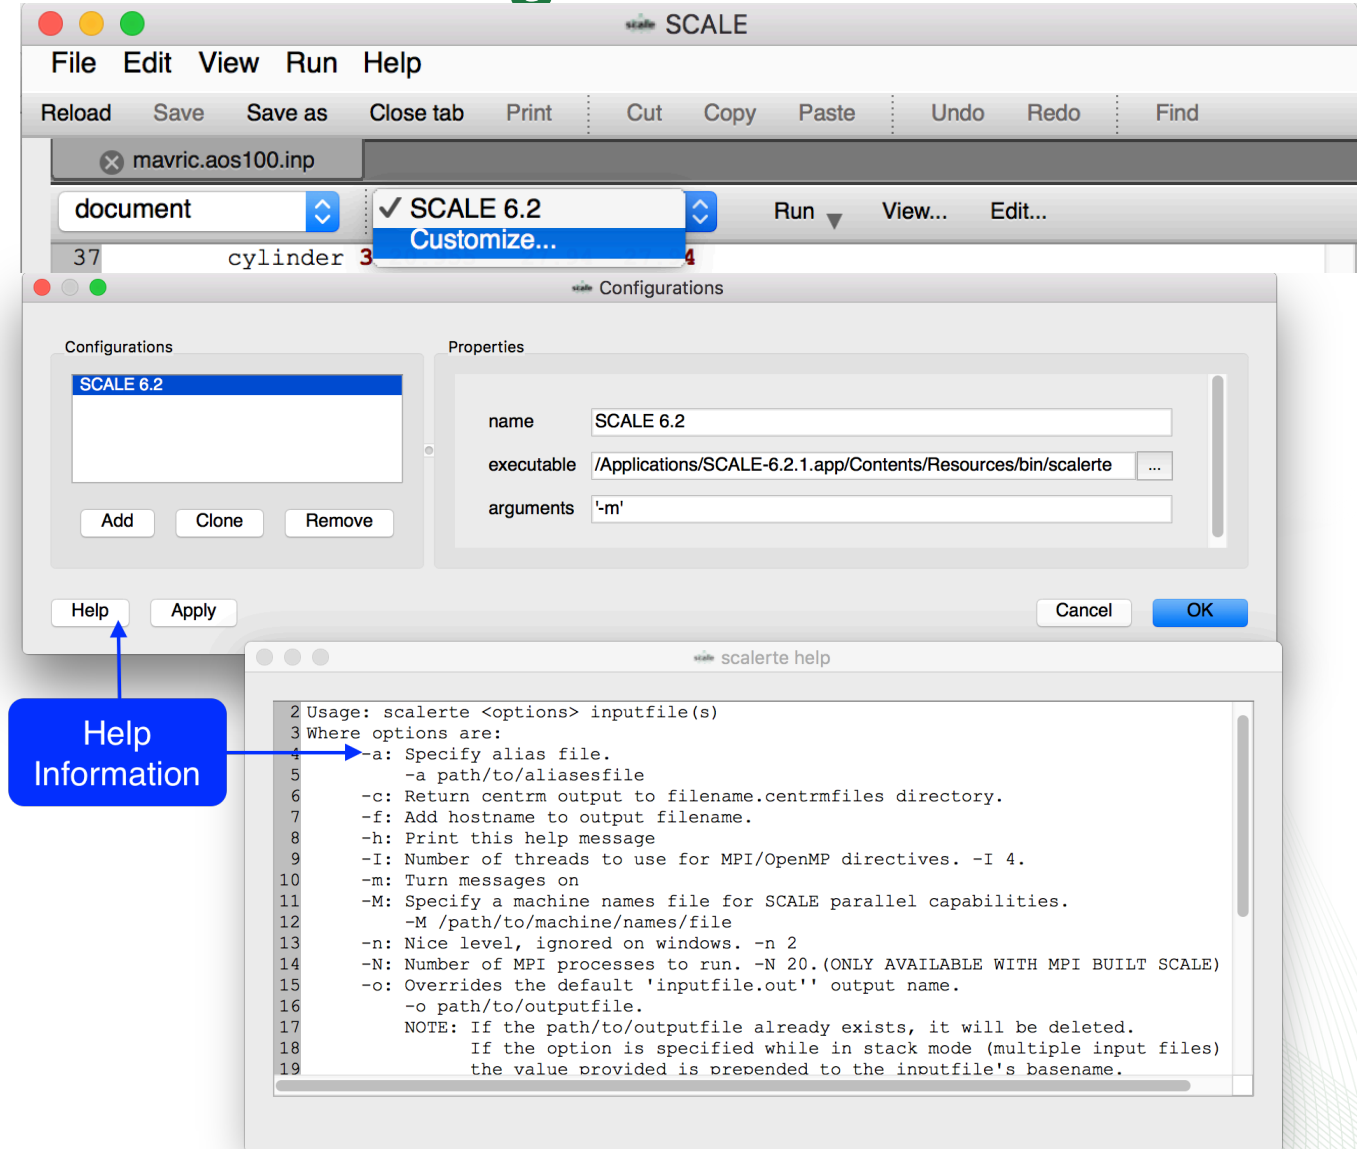 scale SCALE
File Edit View Run Help
Reload Save Save as Close tab Print Cut Copy Paste Undo Redo Find
mavric.aos100.inp
document ✓ SCALE 6.2 Run View... Edit...
Customize...
37 cylinder 3 4
scale Configurations
Configurations
SCALE 6.2
Add Clone Remove
Properties
name SCALE 6.2
executable /Applications/SCALE-6.2.1.app/Contents/Resources/bin/scalerte ...
arguments '-m'
Help Apply Cancel OK
Help
Information
scale scalerte help
2 Usage: scalerte <options> inputfile(s)
3 Where options are:
4 -a: Specify alias file.
5 -a path/to/aliasesfile
6 -c: Return centrm output to filename.centrmfiles directory.
7 -f: Add hostname to output filename.
8 -h: Print this help message
9 -I: Number of threads to use for MPI/OpenMP directives. -I 4.
10 -m: Turn messages on
11 -M: Specify a machine names file for SCALE parallel capabilities.
12 -M /path/to/machine/names/file
13 -n: Nice level, ignored on windows. -n 2
14 -N: Number of MPI processes to run. -N 20.(ONLY AVAILABLE WITH MPI BUILT SCALE)
15 -o: Overrides the default 'inputfile.out'' output name.
16 -o path/to/outputfile.
17 NOTE: If the path/to/outputfile already exists, it will be deleted.
18 If the option is specified while in stack mode (multiple input files)
19 the value provided is prepended to the inputfile's basename.